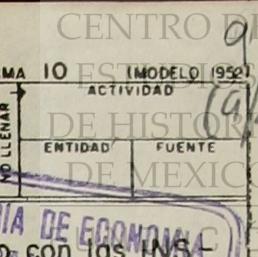 CENTRO DE
ESTUDIOS
DE HISTORIA
DE MEXICO
MA 10 (MODELO 1952)
ACTIVIDAD
NO LLENAR
ENTIDAD FUENTE
IA DE ECONOMIA
o con las INS-